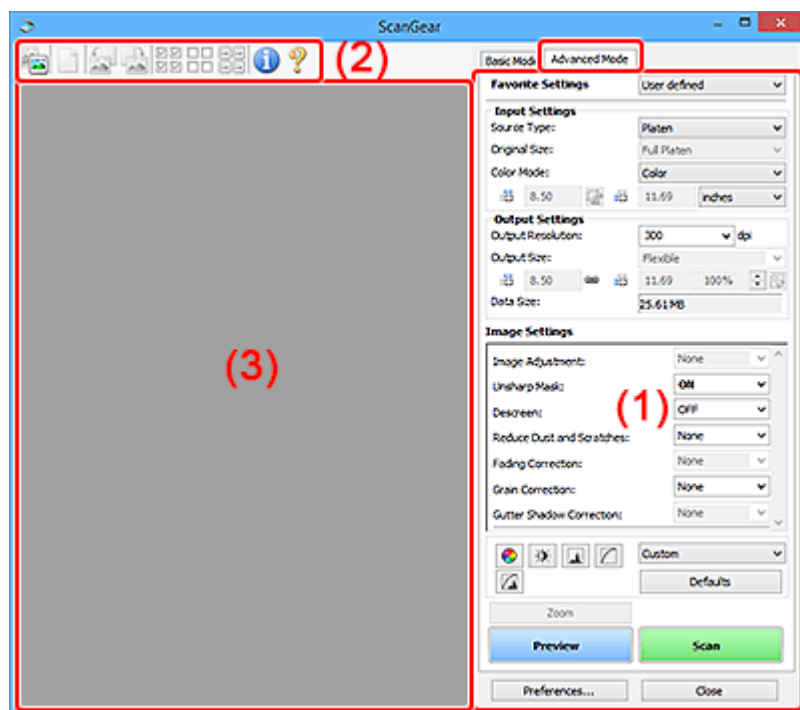 ScanGear
(2)
Basic Mode Advanced Mode
Favorite Settings User defined
Input Settings
Source Type: Platen
Original Size: Full Platen
Color Mode: Color
8.50 11.69 inches
Output Settings
Output Resolution: 300 dpi
Output Size: Flexible
8.50 11.69 100%
Data Size: 25.61MB
Image Settings
Image Adjustment: None
Unsharp Mask: ON
(3)
(1)
Descreen: OFF
Reduce Dust and Scratches: None
Fading Correction: None
Grain Correction: None
Gutter Shadow Correction: None
Custom
Defaults
Zoom
Preview Scan
Preferences... Close